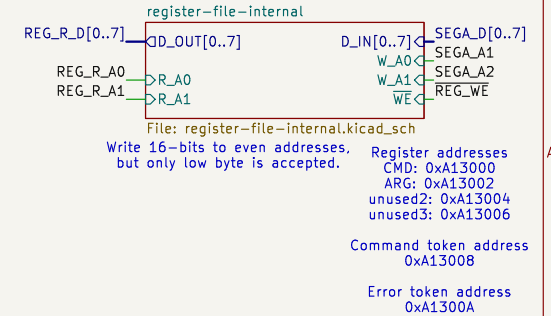 register-file-internal
REG_R_D[0..7]
D_OUT[0..7]
D_IN[0..7]
SEGA_D[0..7]
W_A0
SEGA_A1
REG_R_A0
R_A0
W_A1
SEGA_A2
REG_R_A1
R_A1
WE
REG_WE
File: register-file-internal.kicad_sch
Write 16-bits to even addresses,
but only low byte is accepted.
Register addresses
CMD: 0xA13000
ARG: 0xA13002
unused2: 0xA13004
unused3: 0xA13006
Command token address
0xA13008
Error token address
0xA1300A